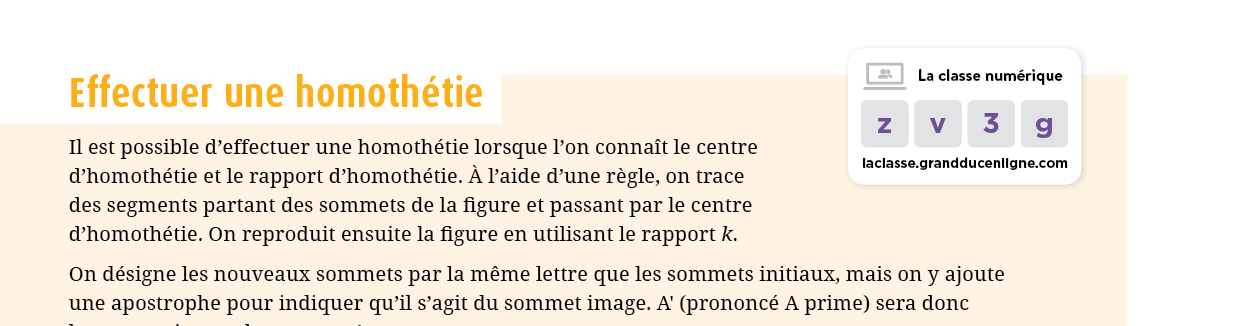 Effectuer une homothétie
La classe numérique
z v 3 g
laclasse.grandducenligne.com
Il est possible d’effectuer une homothétie lorsque l’on connaît le centre
d’homothétie et le rapport d’homothétie. À l’aide d’une règle, on trace
des segments partant des sommets de la figure et passant par le centre
d’homothétie. On reproduit ensuite la figure en utilisant le rapport k.
On désigne les nouveaux sommets par la même lettre que les sommets initiaux, mais on y ajoute
une apostrophe pour indiquer qu’il s’agit du sommet image. A' (prononcé A prime) sera donc